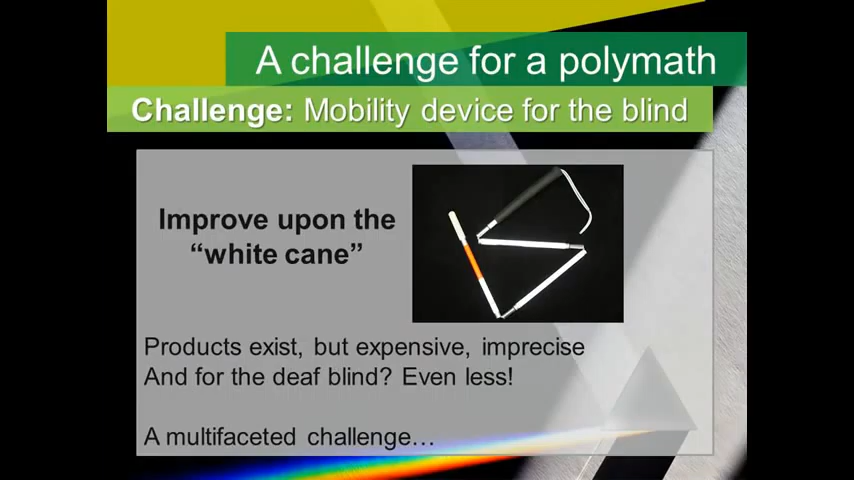 A challenge for a polymath
Challenge: Mobility device for the blind
Improve upon the
“white cane”
Products exist, but expensive, imprecise
And for the deaf blind? Even less!
A multifaceted challenge…